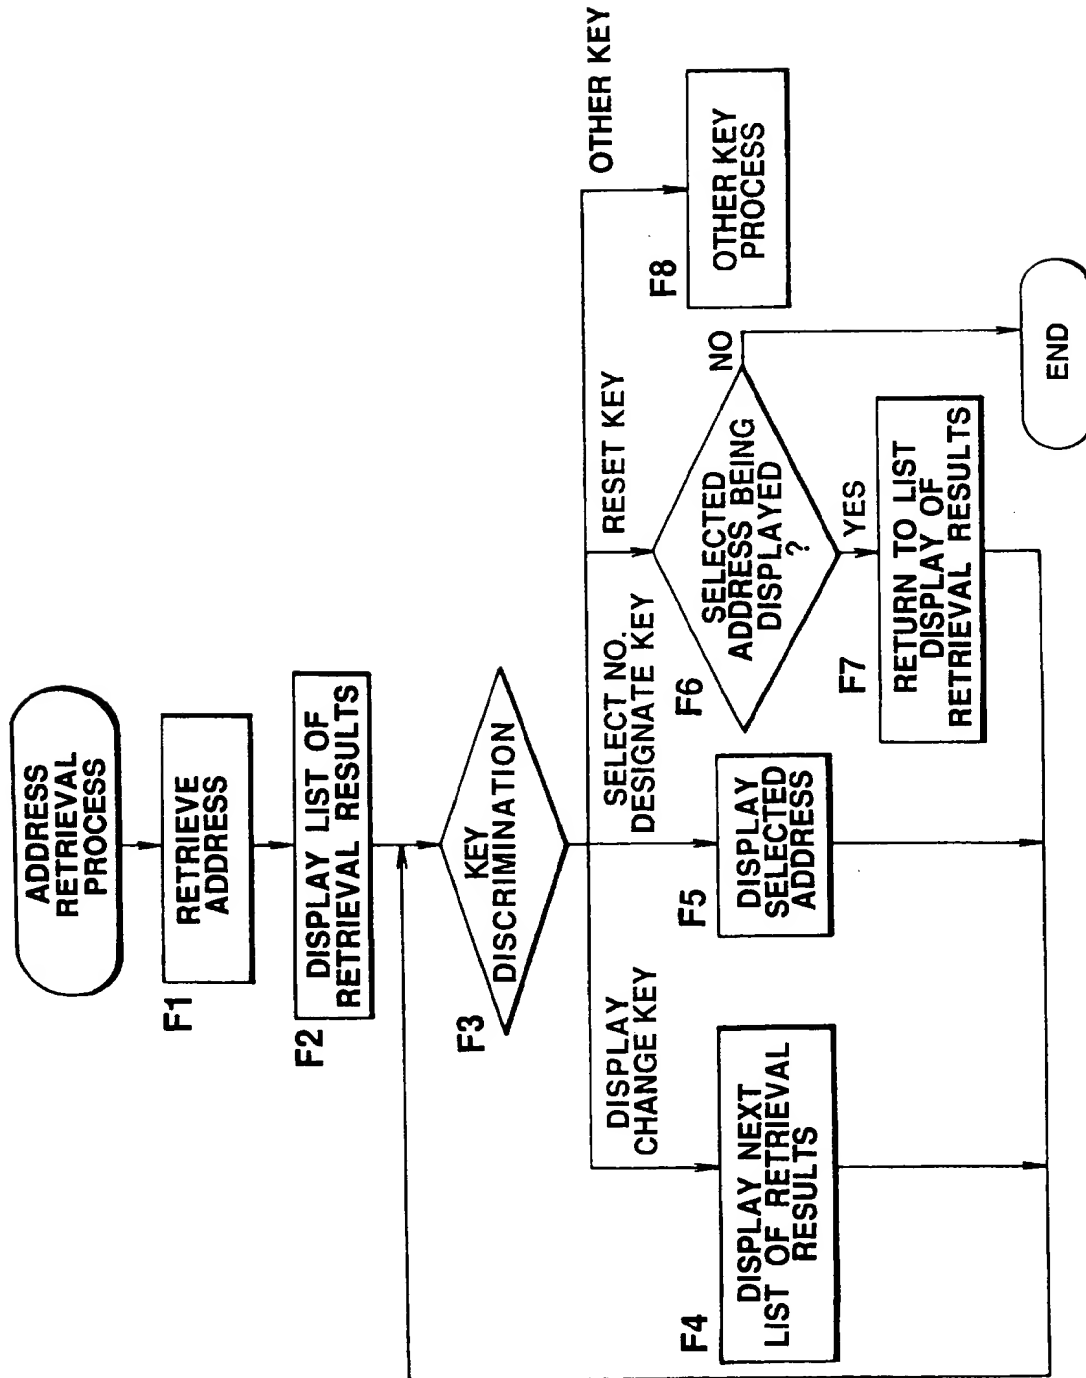 ADDRESS
RETRIEVAL
PROCESS
F1
RETRIEVE
ADDRESS
F2
DISPLAY LIST OF
RETRIEVAL RESULTS
F3
KEY
DISCRIMINATION
DISPLAY
CHANGE KEY
SELECT NO.
DESIGNATE KEY
RESET KEY
OTHER KEY
F4
DISPLAY NEXT
LIST OF RETRIEVAL
RESULTS
F5
DISPLAY
SELECTED
ADDRESS
F6
SELECTED
ADDRESS BEING
DISPLAYED
?
NO
YES
F8
OTHER KEY
PROCESS
F7
RETURN TO LIST
DISPLAY OF
RETRIEVAL RESULTS
END